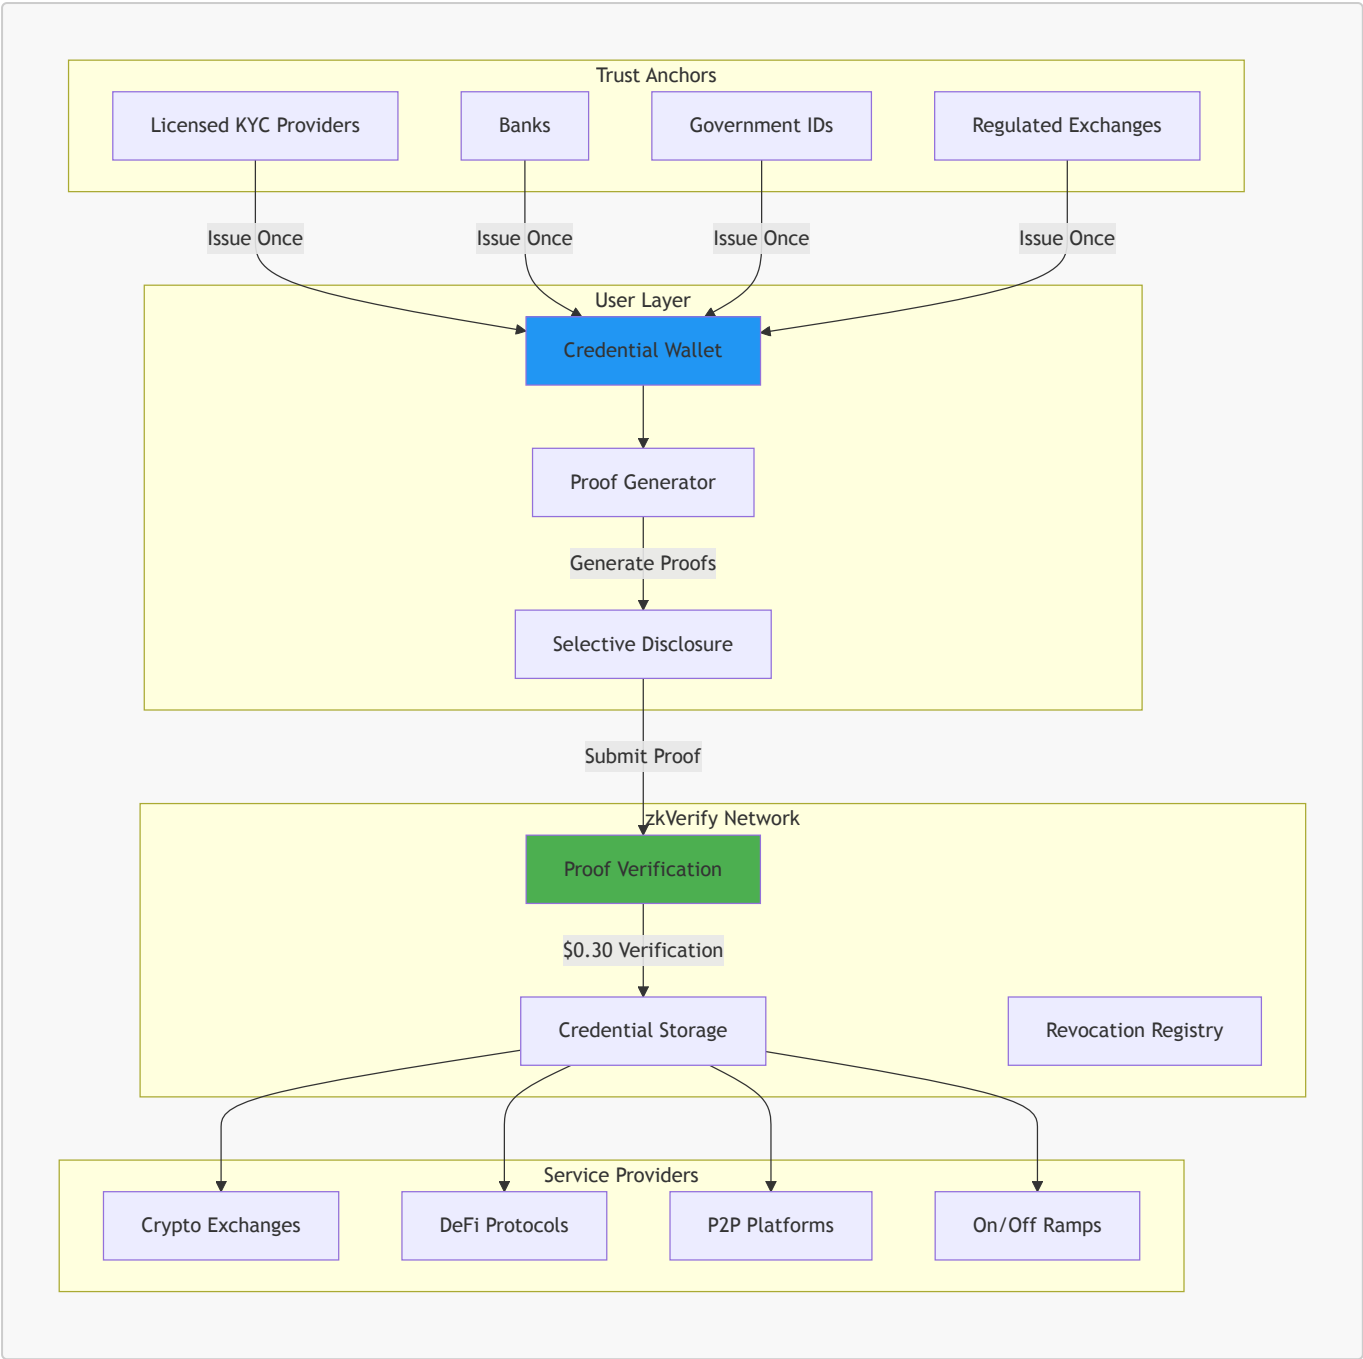 Trust Anchors
Licensed KYC Providers
Banks
Government IDs
Regulated Exchanges
Issue Once
Issue Once
Issue Once
Issue Once
User Layer
Credential Wallet
Proof Generator
Generate Proofs
Selective Disclosure
Submit Proof
zkVerify Network
Proof Verification
$0.30 Verification
Credential Storage
Revocation Registry
Service Providers
Crypto Exchanges
DeFi Protocols
P2P Platforms
On/Off Ramps